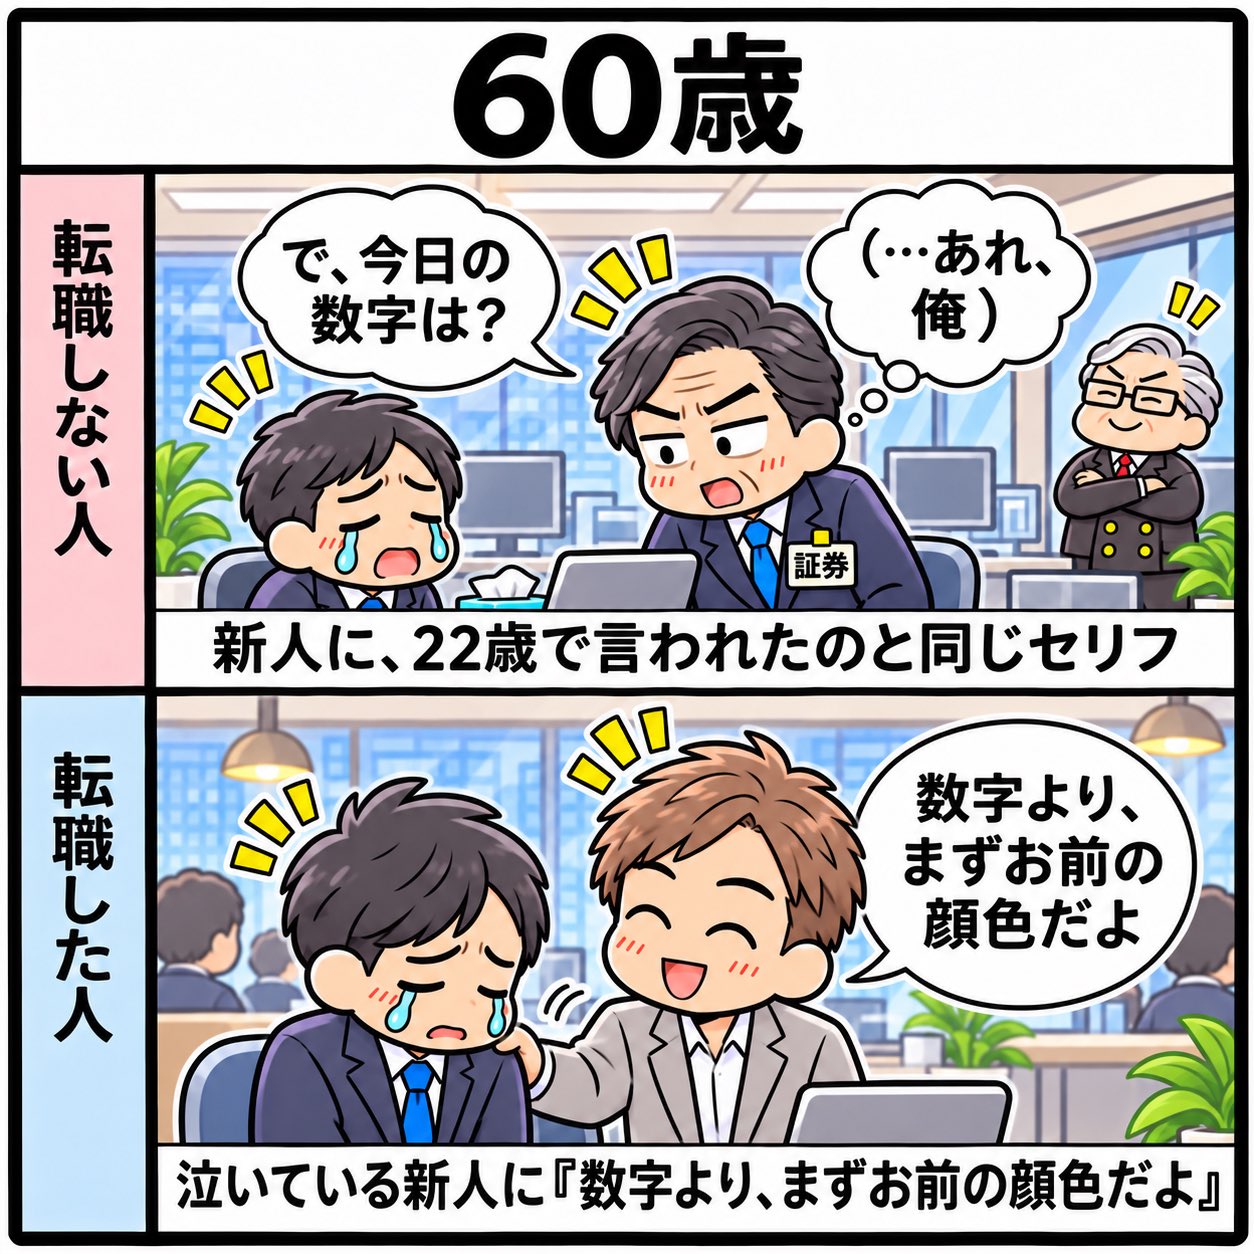 60歳
転職しない人
で、今日の
数字は?
(…あれ、
俺)
証券
新人に、22歳で言われたのと同じセリフ
転職した人
数字より、
まずお前の
顔色だよ
泣いている新人に『数字より、まずお前の顔色だよ』